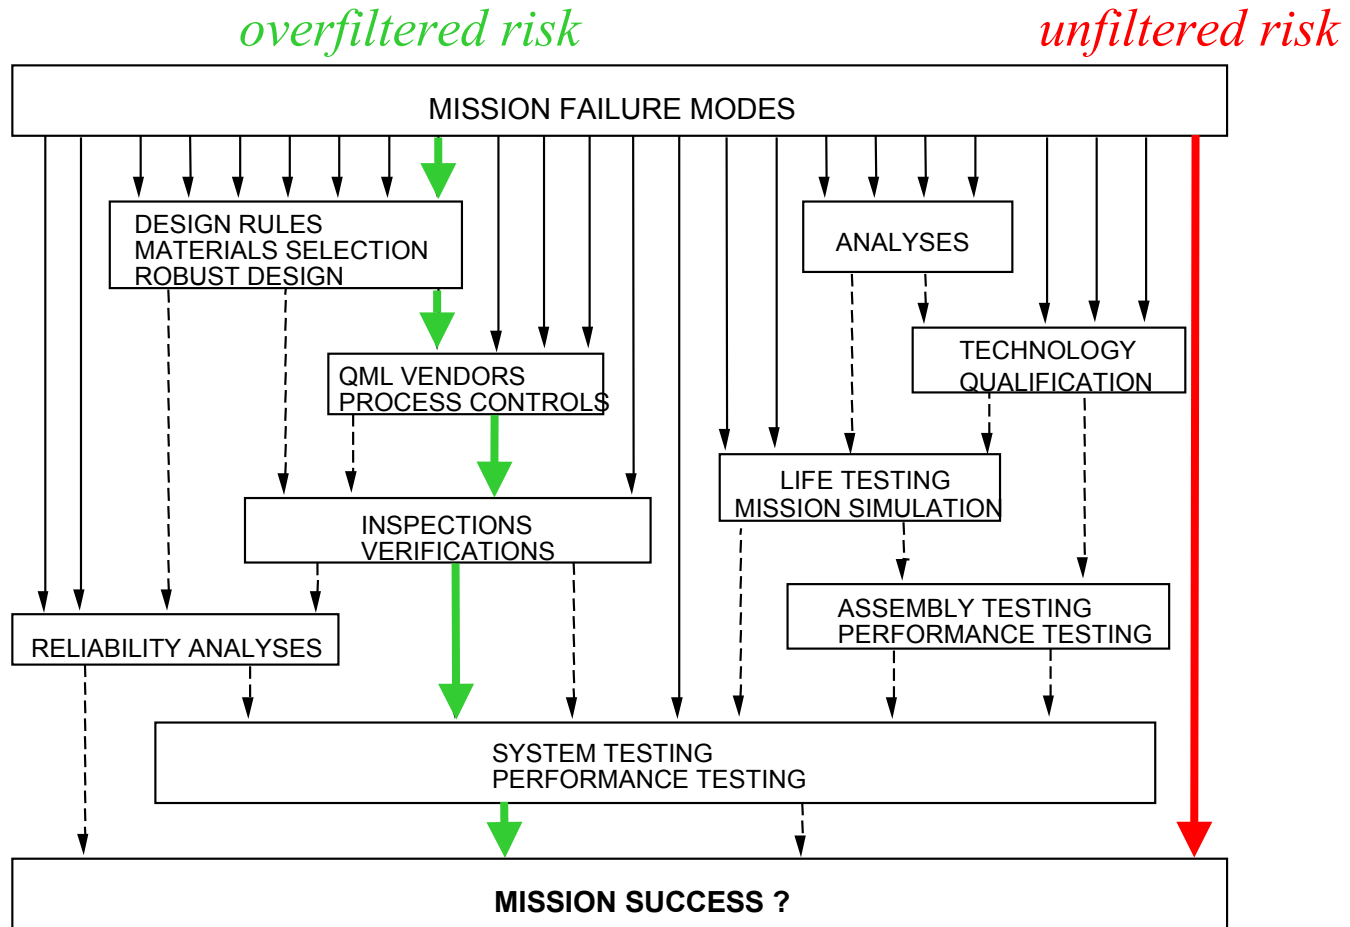 overfiltered risk
unfiltered risk
MISSION FAILURE MODES
DESIGN RULES
MATERIALS SELECTION
ROBUST DESIGN
ANALYSES
QML VENDORS
PROCESS CONTROLS
TECHNOLOGY
QUALIFICATION
LIFE TESTING
MISSION SIMULATION
INSPECTIONS
VERIFICATIONS
ASSEMBLY TESTING
PERFORMANCE TESTING
RELIABILITY ANALYSES
SYSTEM TESTING
PERFORMANCE TESTING
MISSION SUCCESS ?